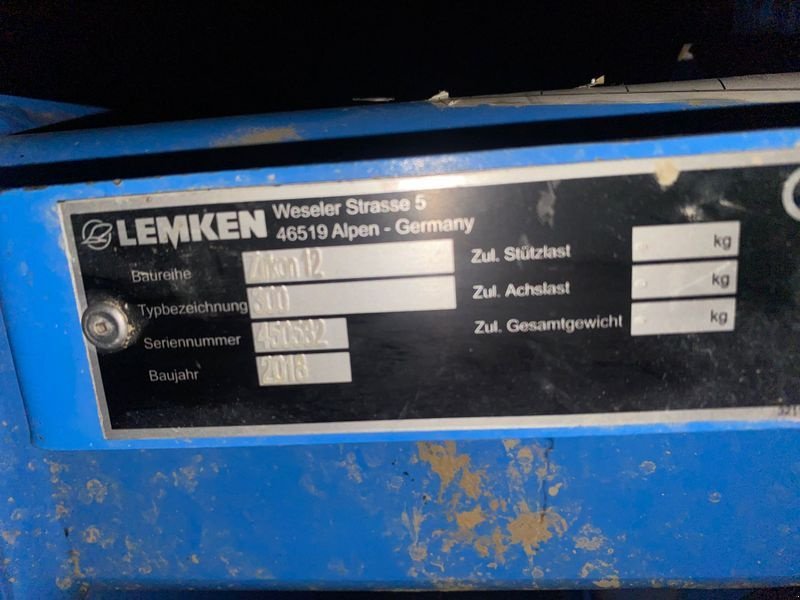 LEMKEN
Weseler Strasse 5
46519 Alpen - Germany
Baureihe Zirkon 12
Typbezeichnung 300
Seriennummer 450582
Baujahr 2018
Zul. Stützlast kg
Zul. Achslast kg
Zul. Gesamtgewicht kg
321